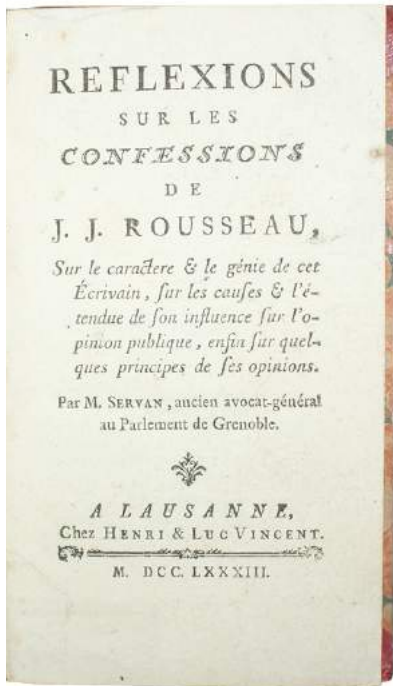 REFLEXIONS
SUR LES
CONFESSIONS
DE
J. J. ROUSSEAU,
Sur le caractere & le génie de cet
Écrivain, ſur les cauſes & l'é-
tendue de ſon influence ſur l'o-
pinion publique, enfin ſur quel-
ques principes de ſes opinions.
Par M. SERVAN, ancien avocat-général
au Parlement de Grenoble.
A LAUSANNE,
Chez HENRI & LUC VINCENT.
M. DCC. LXXXIII.